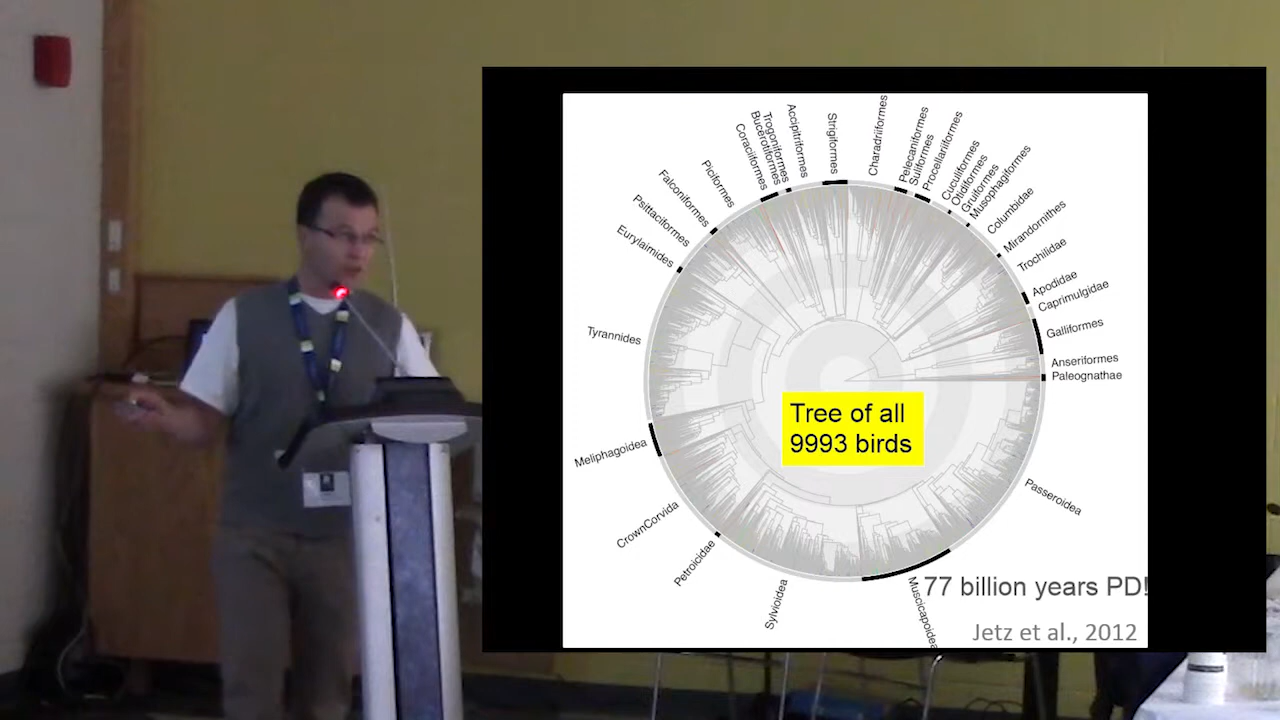 Accipitriformes
Trogoniformes
Bucerotiformes
Coraciiformes
Piciformes
Falconiformes
Psittaciformes
Eurylaimides
Tyrannides
Meliphagoidea
CrownCorvida
Petroicidae
Sylvioidea
Muscicapoidea
Passeroidea
Paleognathae
Anseriformes
Galliformes
Caprimulgidae
Apodidae
Trochilidae
Mirandornithes
Columbidae
Musophagiformes
Gruiformes
Otidiformes
Cuculiformes
Procellariiformes
Suliformes
Pelecaniformes
Charadriiformes
Strigiformes
Tree of all
9993 birds
77 billion years PD!
Jetz et al., 2012